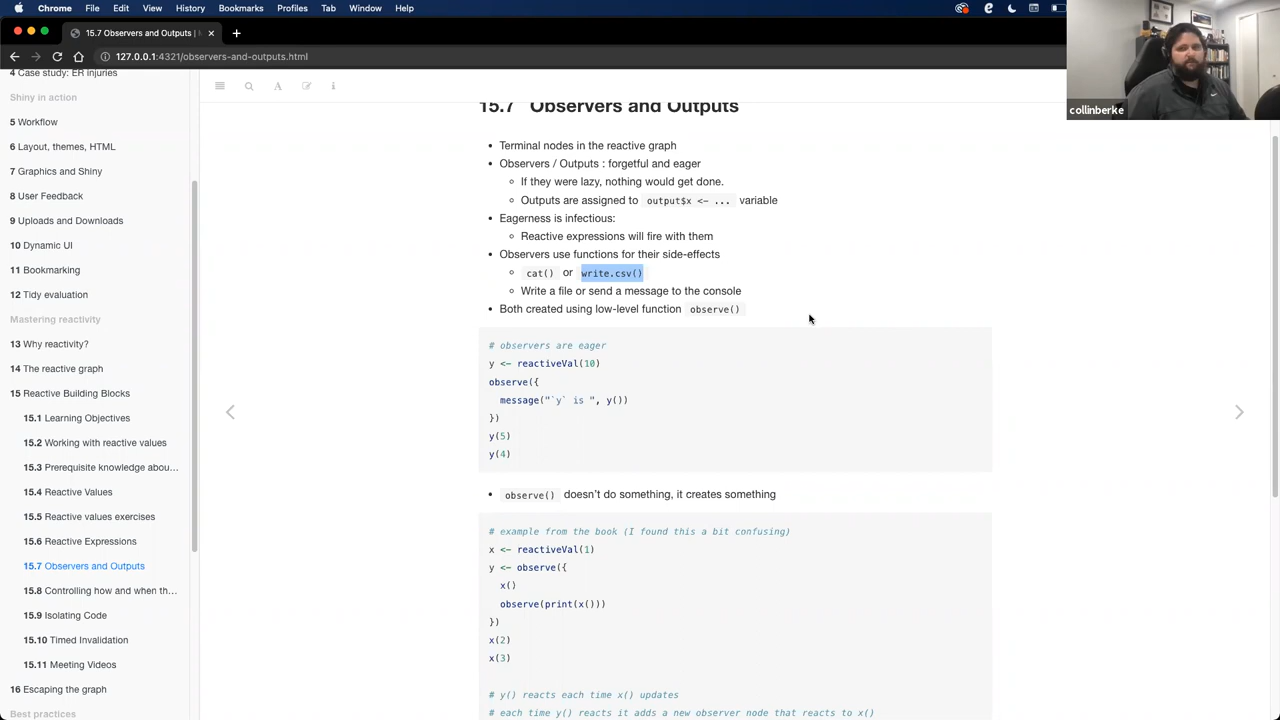 Chrome File Edit View History Bookmarks Profiles Tab Window Help
15.7 Observers and Outputs |
127.0.0.1:4321/observers-and-outputs.html
collinberke
4 Case study: ER injuries
Shiny in action
5 Workflow
6 Layout, themes, HTML
7 Graphics and Shiny
8 User Feedback
9 Uploads and Downloads
10 Dynamic UI
11 Bookmarking
12 Tidy evaluation
Mastering reactivity
13 Why reactivity?
14 The reactive graph
15 Reactive Building Blocks
15.1 Learning Objectives
15.2 Working with reactive values
15.3 Prerequisite knowledge abou...
15.4 Reactive Values
15.5 Reactive values exercises
15.6 Reactive Expressions
15.7 Observers and Outputs
15.8 Controlling how and when th...
15.9 Isolating Code
15.10 Timed Invalidation
15.11 Meeting Videos
16 Escaping the graph
Best practices
15.7 Observers and Outputs
• Terminal nodes in the reactive graph
• Observers / Outputs : forgetful and eager
◦ If they were lazy, nothing would get done.
◦ Outputs are assigned to output$x <- ... variable
• Eagerness is infectious:
◦ Reactive expressions will fire with them
• Observers use functions for their side-effects
◦ cat() or write.csv()
◦ Write a file or send a message to the console
• Both created using low-level function observe()
# observers are eager
y <- reactiveVal(10)
observe({
message("`y` is ", y())
})
y(5)
y(4)
• observe() doesn't do something, it creates something
# example from the book (I found this a bit confusing)
x <- reactiveVal(1)
y <- observe({
x()
observe(print(x()))
})
x(2)
x(3)
# y() reacts each time x() updates
# each time y() reacts it adds a new observer node that reacts to x()